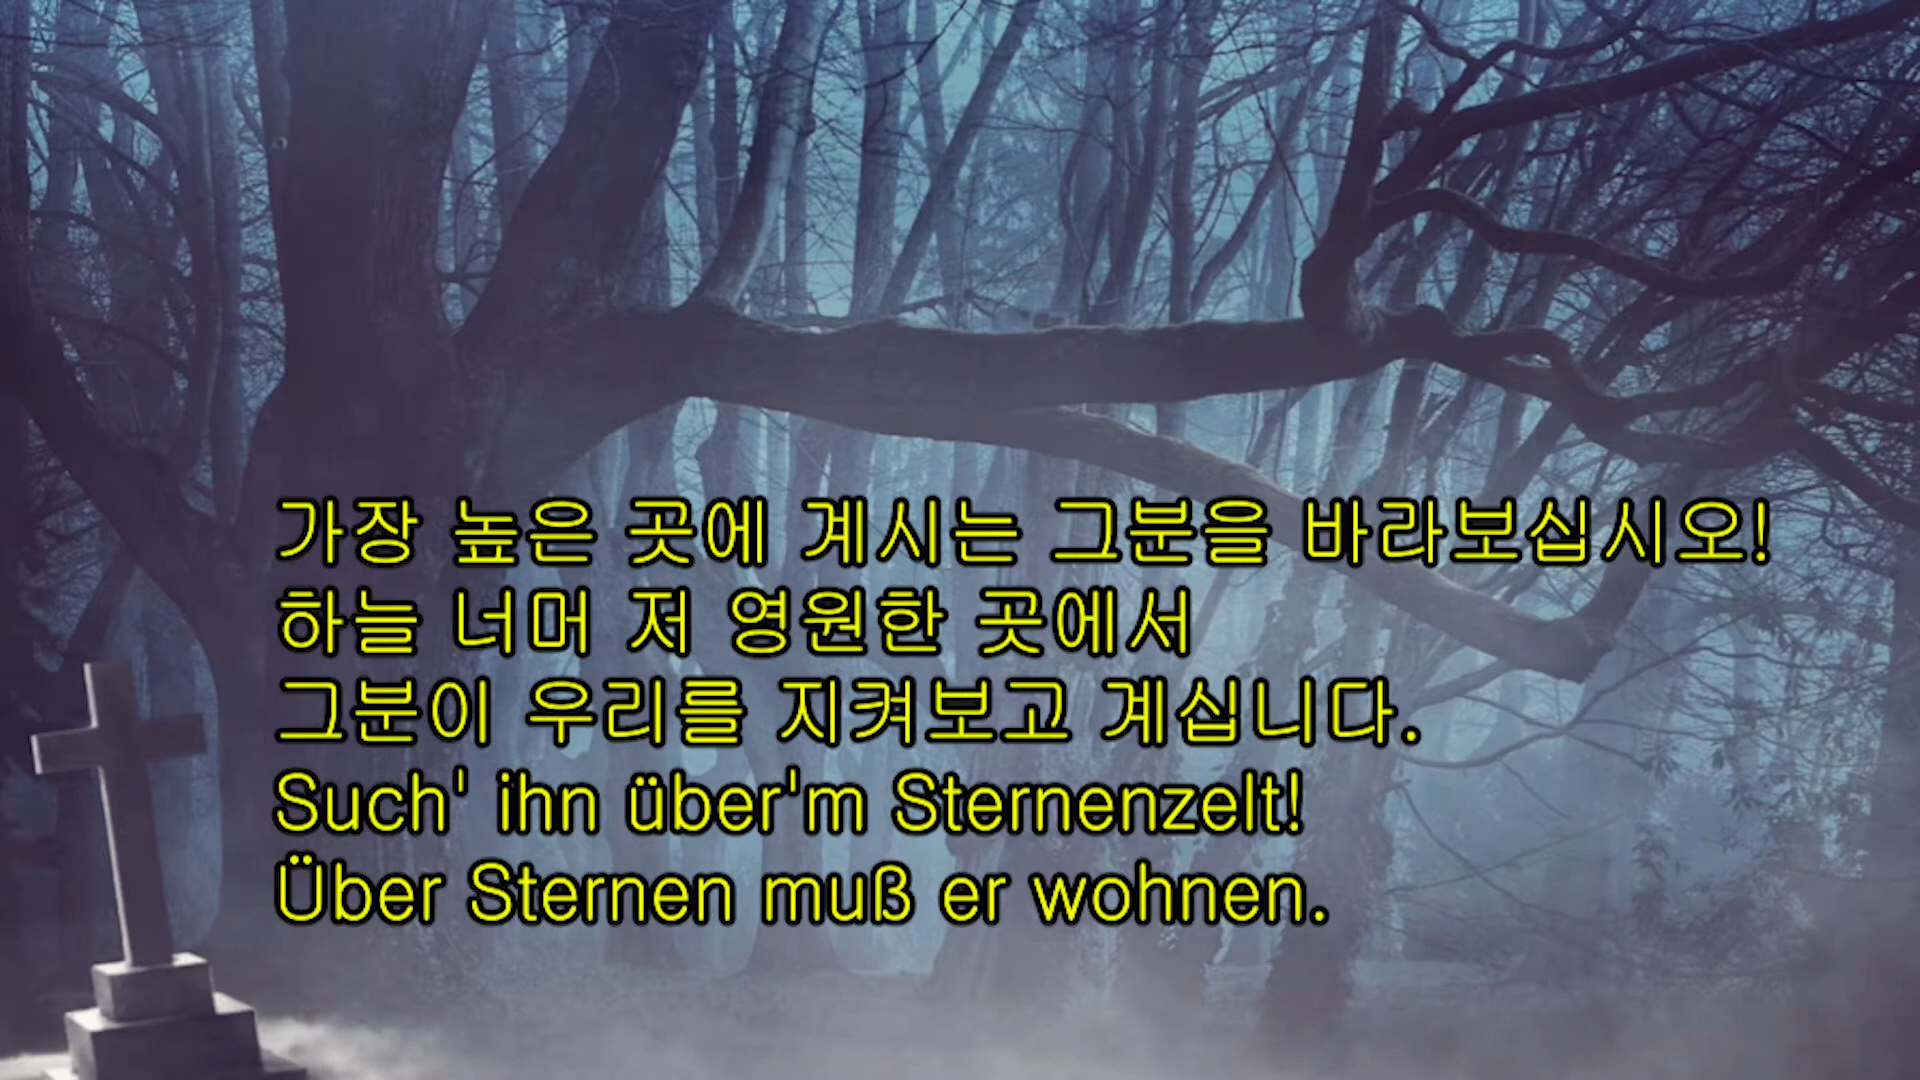 가장 높은 곳에 계시는 그분을 바라보십시오!
하늘 너머 저 영원한 곳에서
그분이 우리를 지켜보고 계십니다.
Such' ihn über'm Sternenzelt!
Über Sternen muß er wohnen.